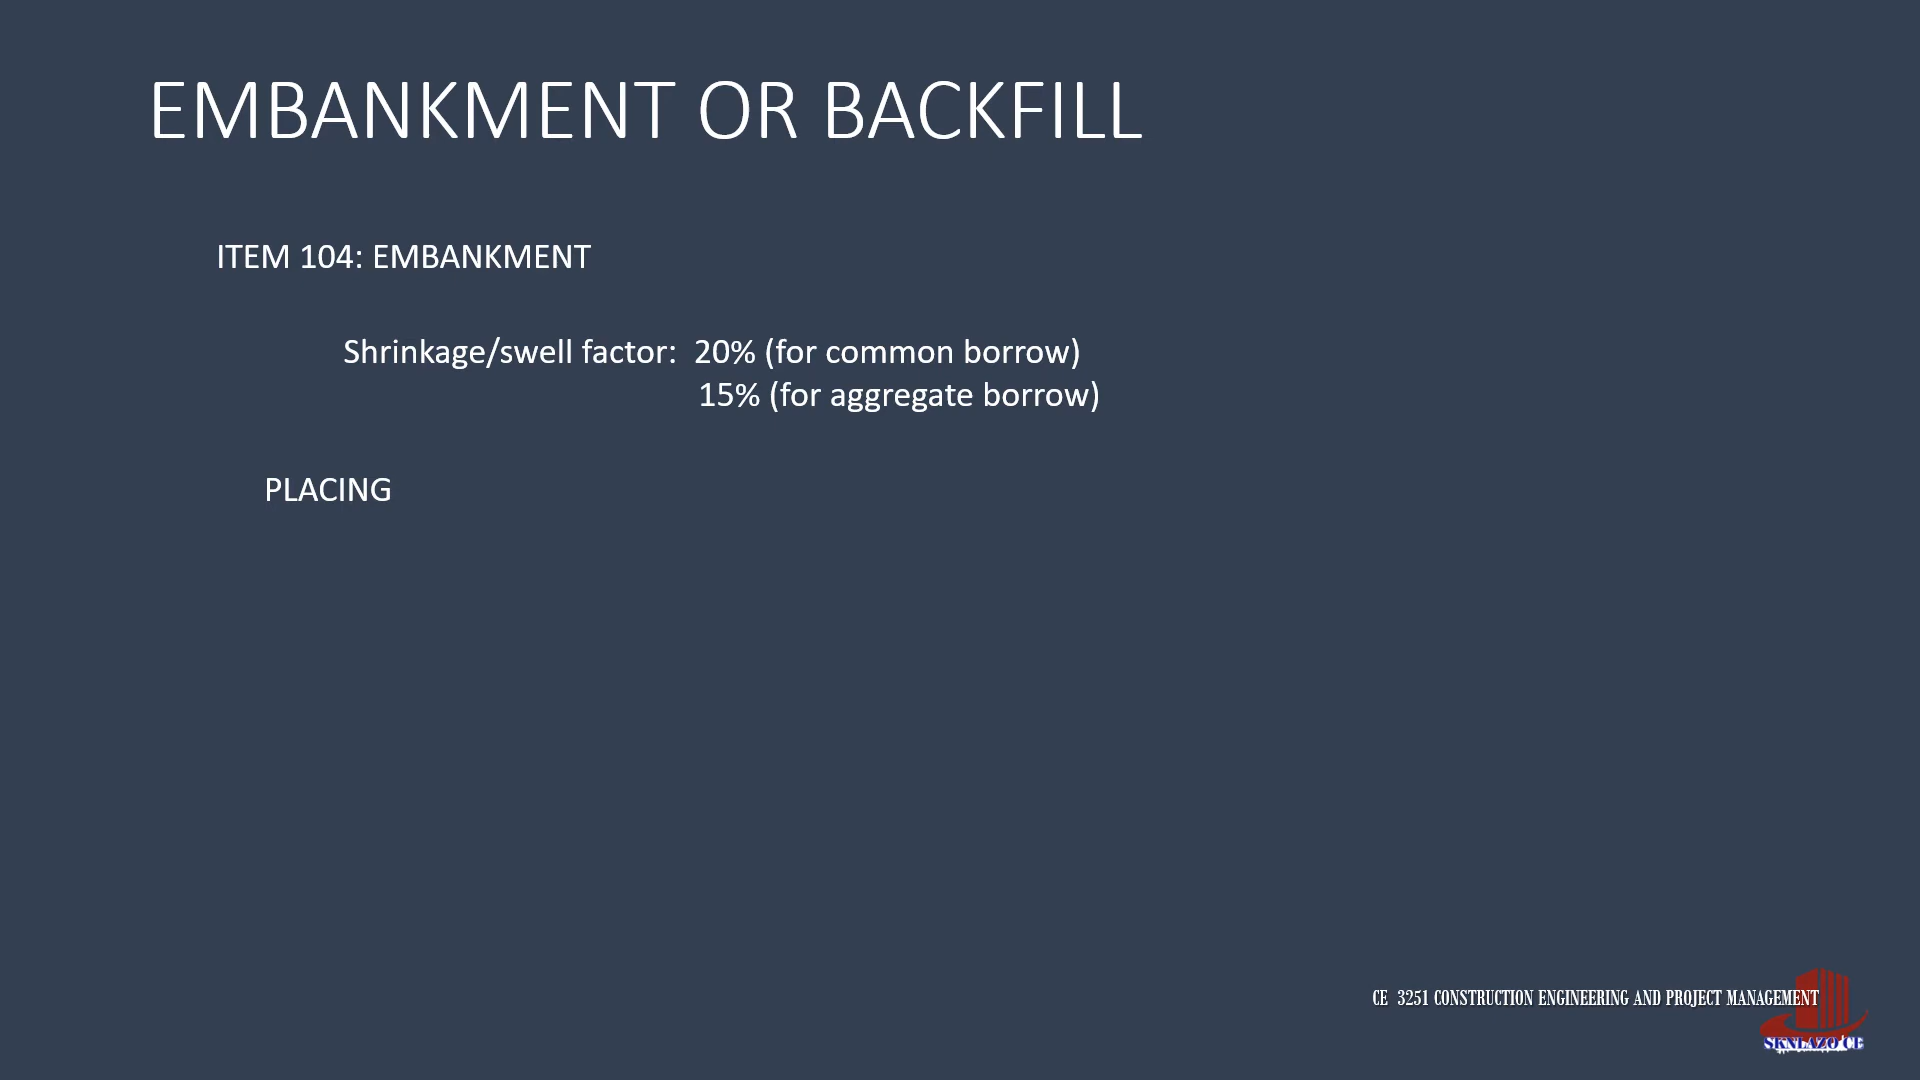 EMBANKMENT OR BACKFILL
ITEM 104: EMBANKMENT
Shrinkage/swell factor:  20% (for common borrow)
15% (for aggregate borrow)
PLACING
CE  3251 CONSTRUCTION ENGINEERING AND PROJECT MANAGEMENT